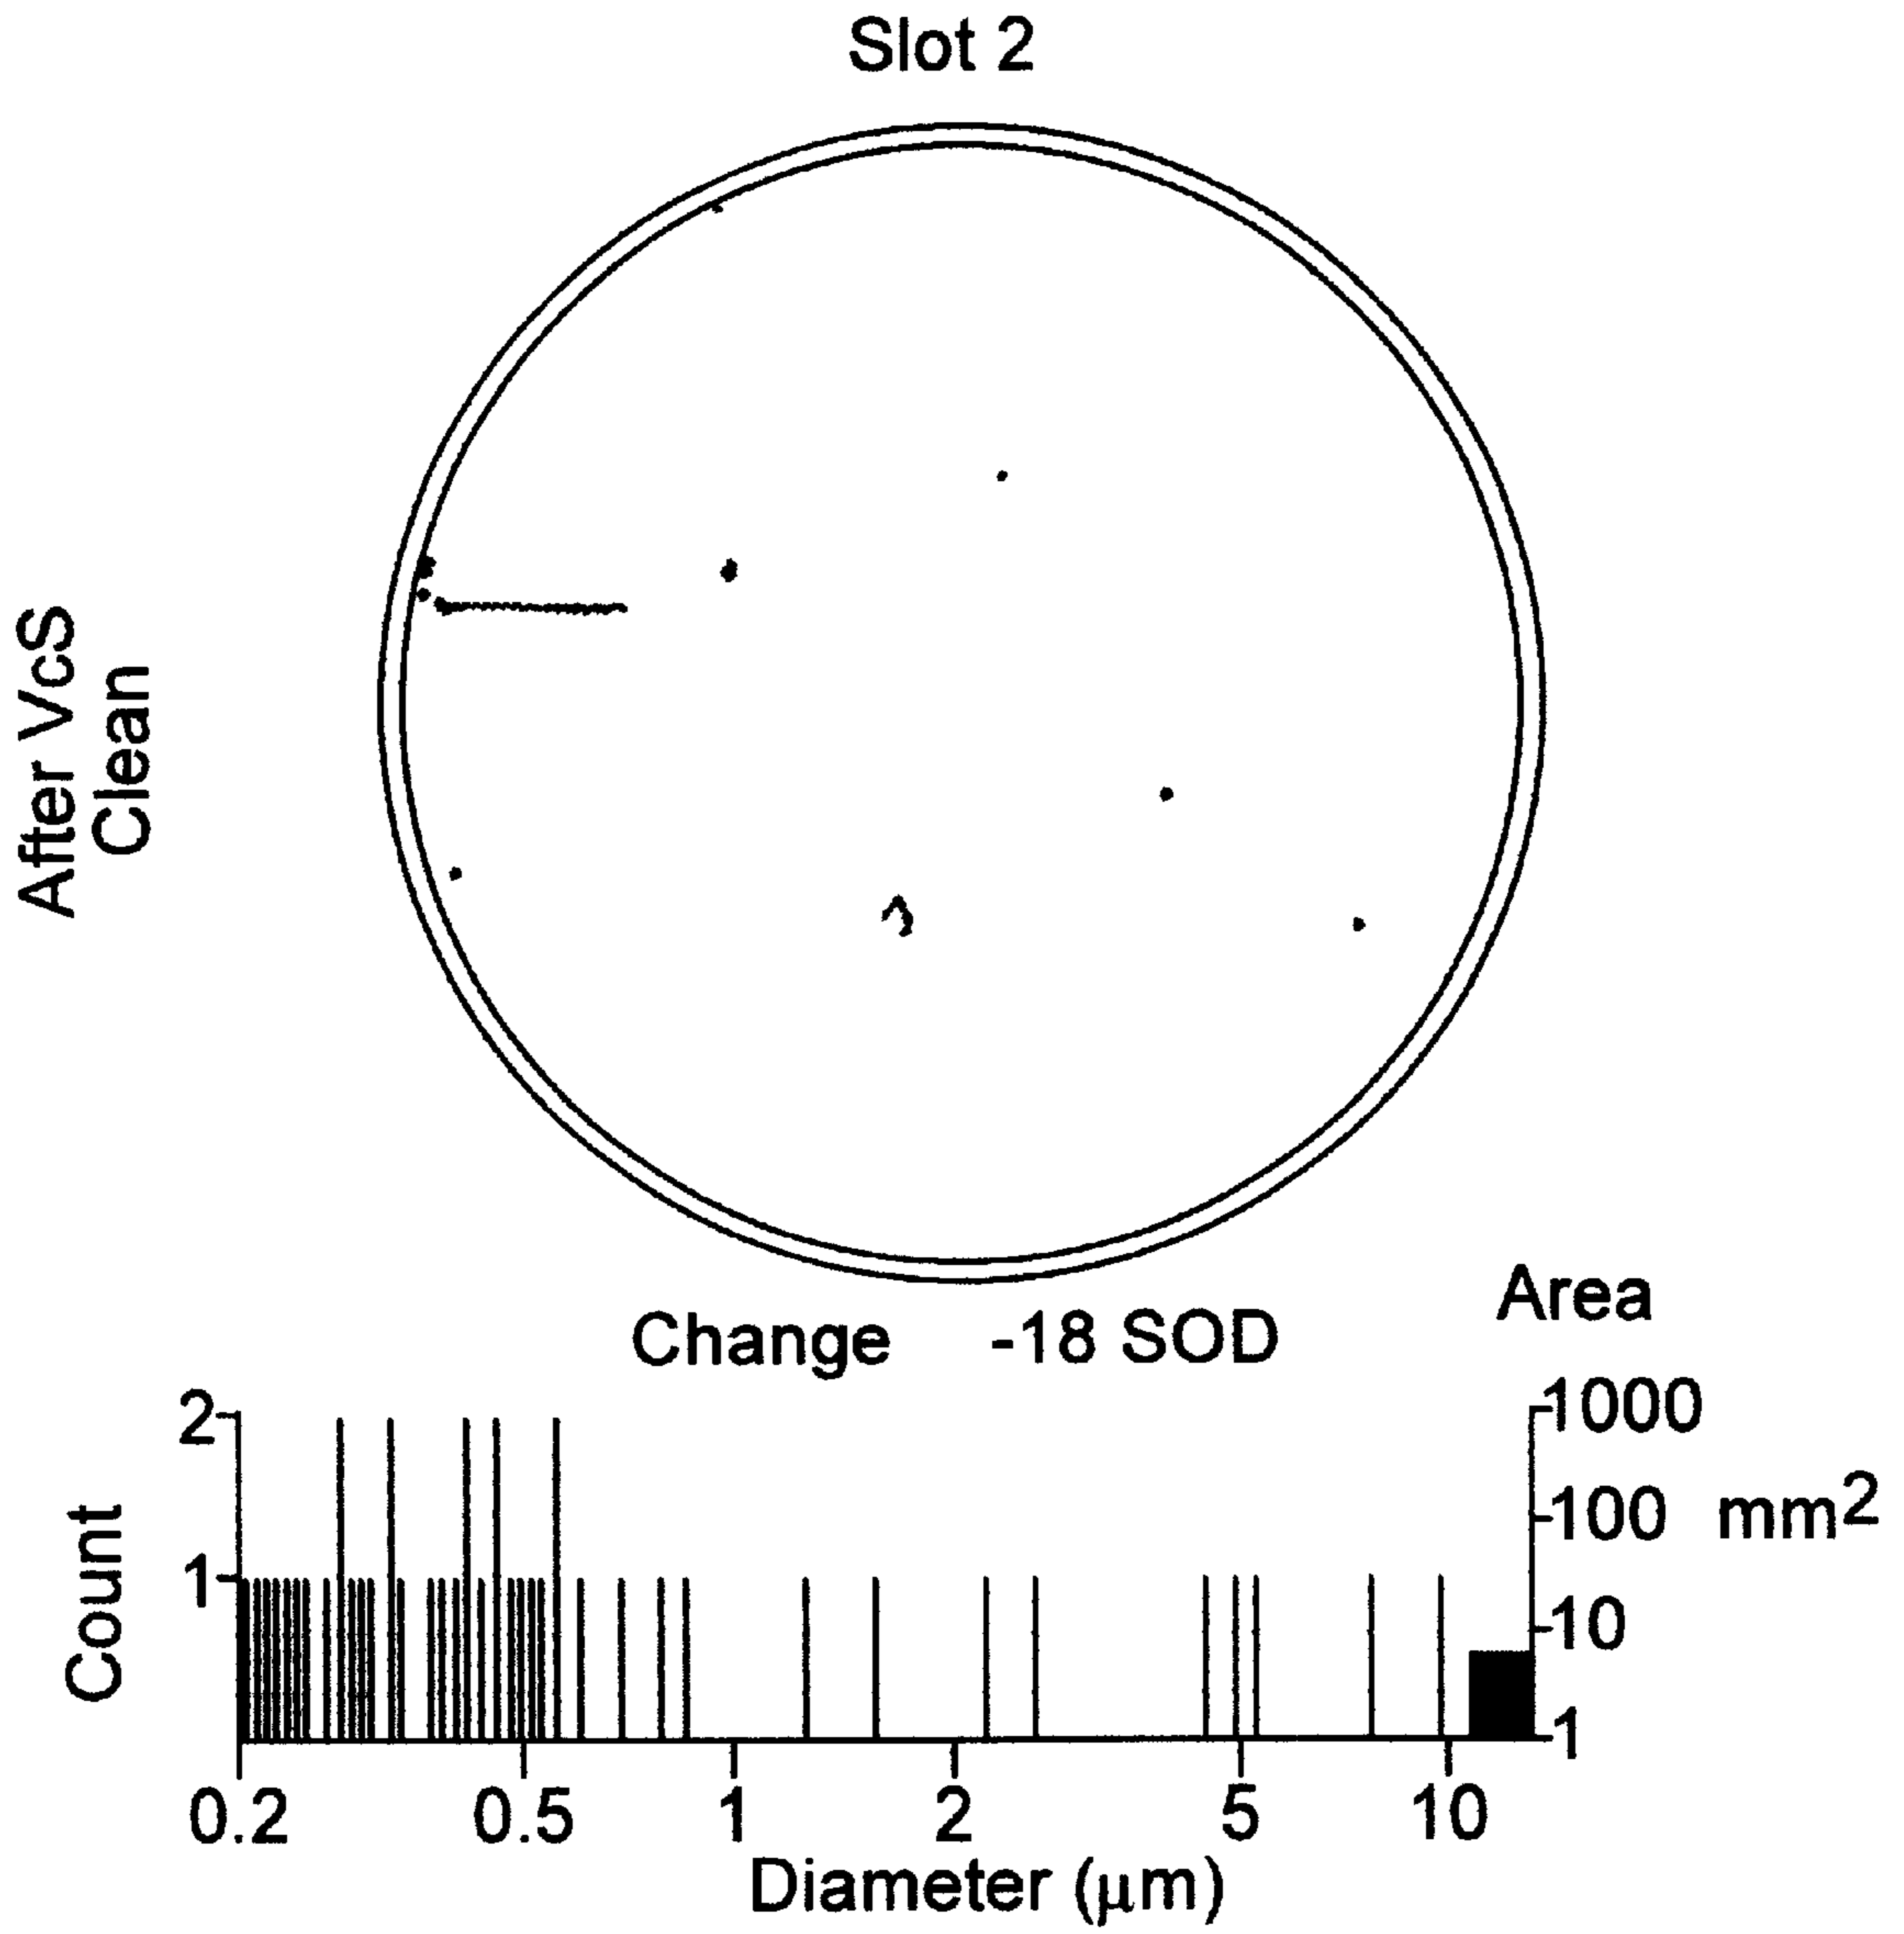 Slot 2
After VcS
Clean
Change -18 SOD
Area
2
1
Count
1000
100 mm2
10
1
0.2 0.5 1 2 5 10
Diameter (μm)